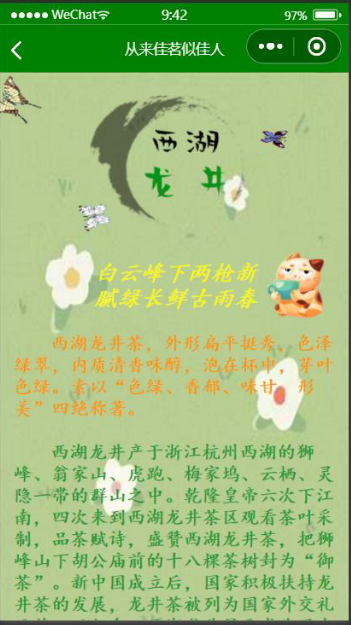 WeChat 9:42 97%
从来佳茗似佳人
西湖
龙井
白云峰下两枪新
腻绿长鲜古雨春
西湖龙井茶，外形扁平挺秀，色泽
绿翠，内质清香味醇，泡在杯中，芽叶
色绿。素以“色绿、香郁、味甘、形
美”四绝称著。
西湖龙井产于浙江杭州西湖的狮
峰、翁家山、虎跑、梅家坞、云栖、灵
隐一带的群山之中。乾隆皇帝六次下江
南，四次来到西湖龙井茶区观看茶叶采
制，品茶赋诗，盛赞西湖龙井茶，把狮
峰山下胡公庙前的十八棵茶树封为“御
茶”。新中国成立后，国家积极扶持龙
井茶的发展，龙井茶被列为国家外交礼